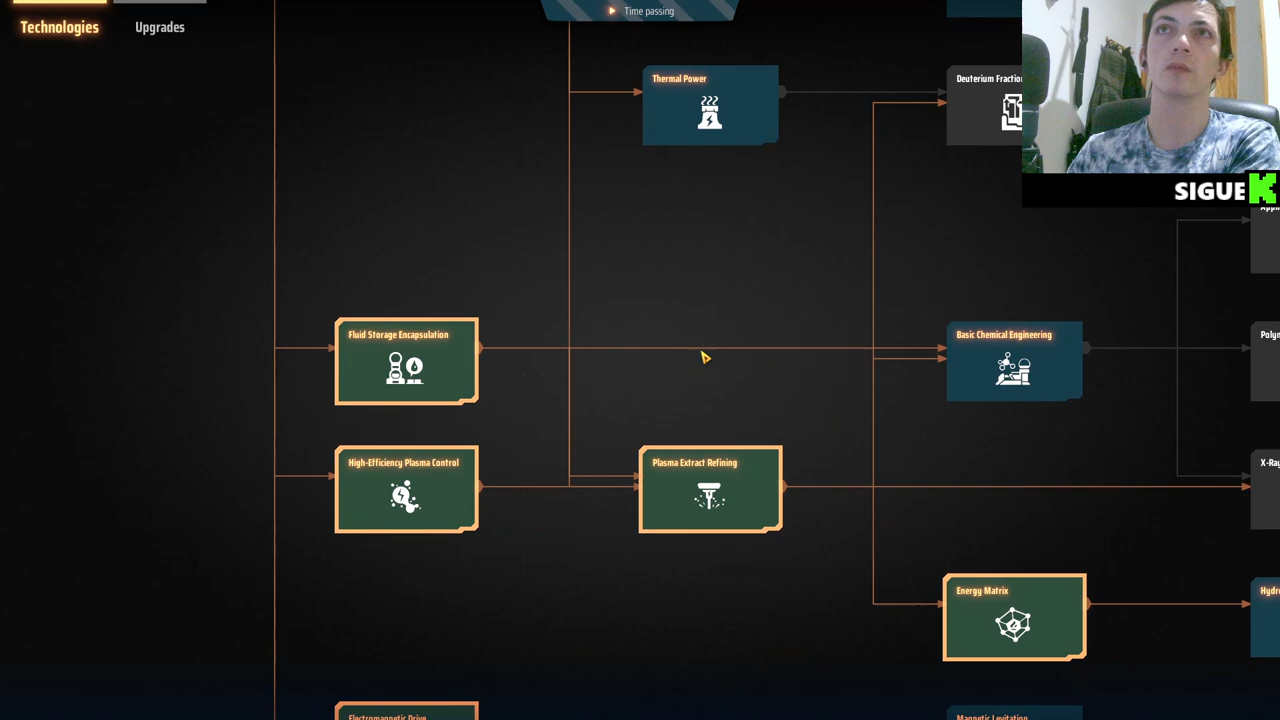 Technologies
Upgrades
Time passing
Thermal Power
Deuterium
SIGUE K
Fluid Storage Encapsulation
Basic Chemical Engineering
High-Efficiency Plasma Control
Plasma Extract Refining
Energy Matrix
Electromagnetic Drive
Magnetic Levitation